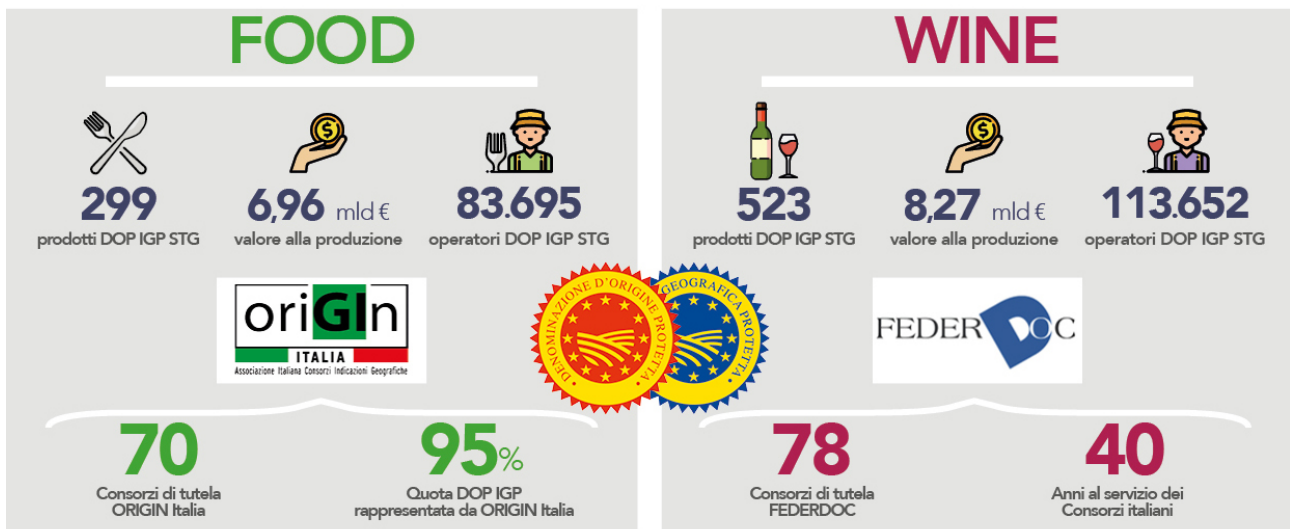 FOOD
299
prodotti DOP IGP STG
6,96 mld €
valore alla produzione
83.695
operatori DOP IGP STG
oriGIn
ITALIA
Associazione Italiana Consorzi Indicazioni Geografiche
70
Consorzi di tutela
ORIGIN Italia
95%
Quota DOP IGP
rappresentata da ORIGIN Italia
DENOMINAZIONE D'ORIGINE PROTETTA
GEOGRAFICA PROTETTA
WINE
523
prodotti DOP IGP STG
8,27 mld €
valore alla produzione
113.652
operatori DOP IGP STG
FEDERDOC
78
Consorzi di tutela
FEDERDOC
40
Anni al servizio dei
Consorzi italiani